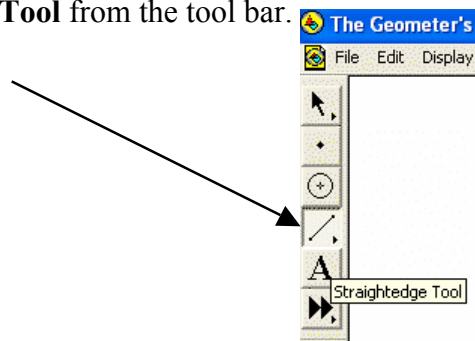 Tool from the tool bar.
The Geometer's
File Edit Display
A
Straightedge Tool